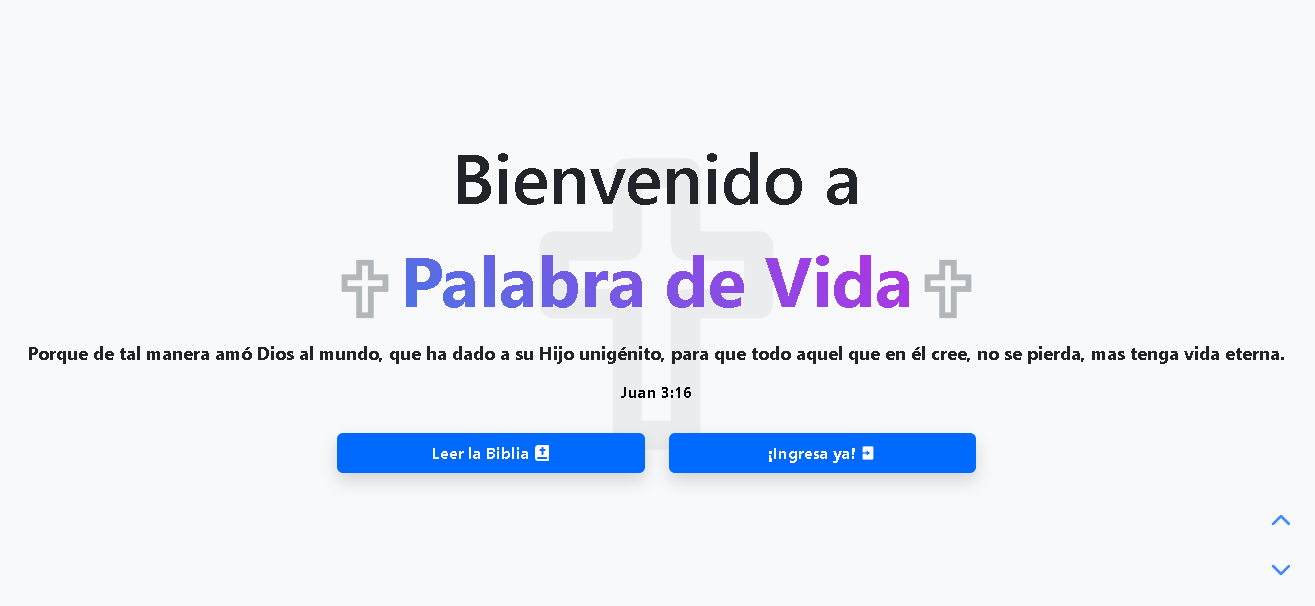 Bienvenido a
Palabra de Vida
Porque de tal manera amó Dios al mundo, que ha dado a su Hijo unigénito, para que todo aquel que en él cree, no se pierda, mas tenga vida eterna.
Juan 3:16
Leer la Biblia
¡Ingresa ya!